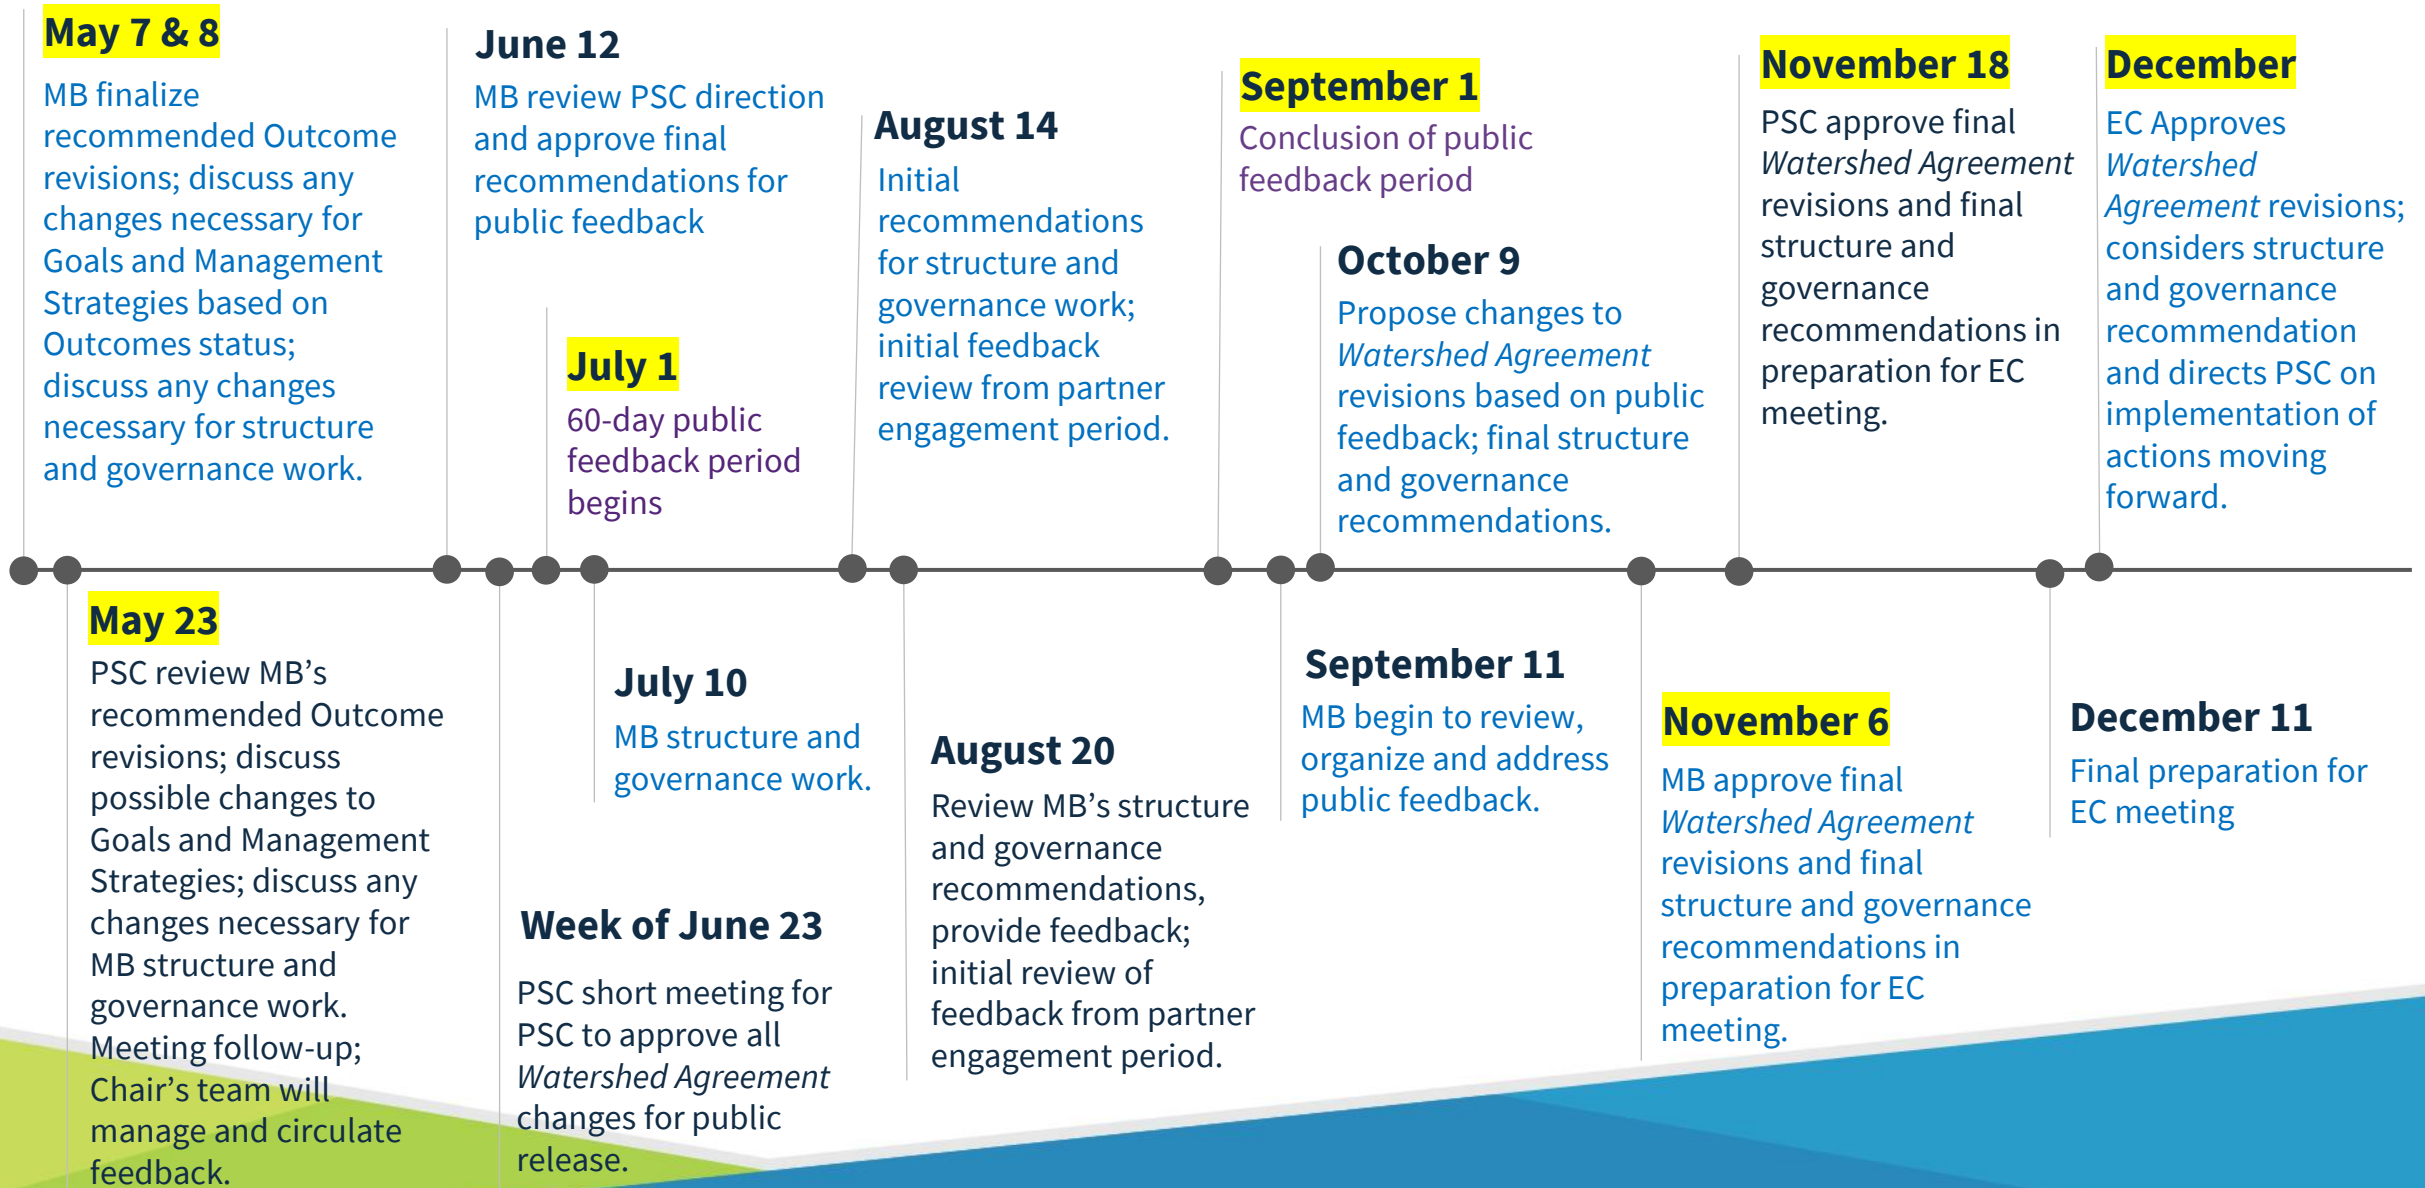 May 7 & 8
MB finalize
recommended Outcome
revisions; discuss any
changes necessary for
Goals and Management
Strategies based on
Outcomes status;
discuss any changes
necessary for structure
and governance work.
May 23
PSC review MB’s
recommended Outcome
revisions; discuss
possible changes to
Goals and Management
Strategies; discuss any
changes necessary for
MB structure and
governance work.
Meeting follow-up;
Chair’s team will
manage and circulate
feedback.
June 12
MB review PSC direction
and approve final
recommendations for
public feedback
Week of June 23
PSC short meeting for
PSC to approve all
Watershed Agreement
changes for public
release.
July 1
60-day public
feedback period
begins
July 10
MB structure and
governance work.
August 14
Initial
recommendations
for structure and
governance work;
initial feedback
review from partner
engagement period.
August 20
Review MB’s structure
and governance
recommendations,
provide feedback;
initial review of
feedback from partner
engagement period.
September 1
Conclusion of public
feedback period
September 11
MB begin to review,
organize and address
public feedback.
October 9
Propose changes to
Watershed Agreement
revisions based on public
feedback; final structure
and governance
recommendations.
November 6
MB approve final
Watershed Agreement
revisions and final
structure and governance
recommendations in
preparation for EC
meeting.
November 18
PSC approve final
Watershed Agreement
revisions and final
structure and
governance
recommendations in
preparation for EC
meeting.
December 11
Final preparation for
EC meeting
December
EC Approves
Watershed
Agreement revisions;
considers structure
and governance
recommendation
and directs PSC on
implementation of
actions moving
forward.